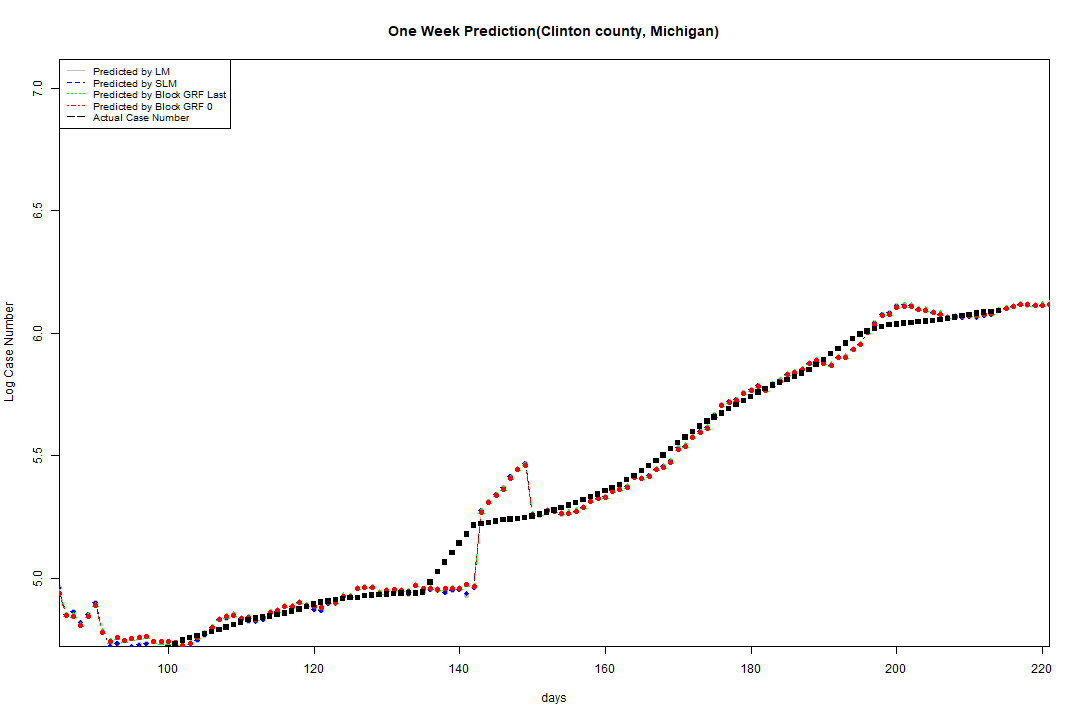 One Week Prediction(Clinton county, Michigan)
Predicted by LM
Predicted by SLM
Predicted by Block GRF Last
Predicted by Block GRF 0
Actual Case Number
7.0
6.5
6.0
5.5
5.0
Log Case Number
100 120 140 160 180 200 220
days